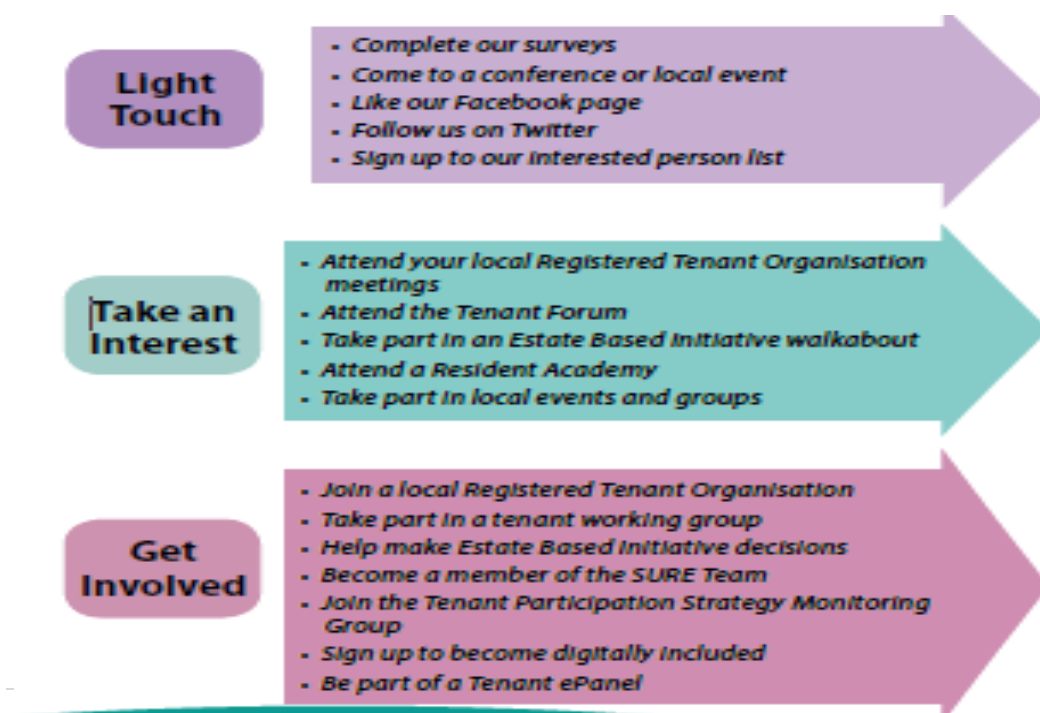 Light
Touch
- Complete our surveys
- Come to a conference or local event
- Like our Facebook page
- Follow us on Twitter
- Sign up to our interested person list
Take an
Interest
- Attend your local Registered Tenant Organisation
meetings
- Attend the Tenant Forum
- Take part in an Estate Based Initiative walkabout
- Attend a Resident Academy
- Take part in local events and groups
Get
Involved
- Join a local Registered Tenant Organisation
- Take part in a tenant working group
- Help make Estate Based Initiative decisions
- Become a member of the SURE Team
- Join the Tenant Participation Strategy Monitoring
Group
- Sign up to become digitally included
- Be part of a Tenant ePanel